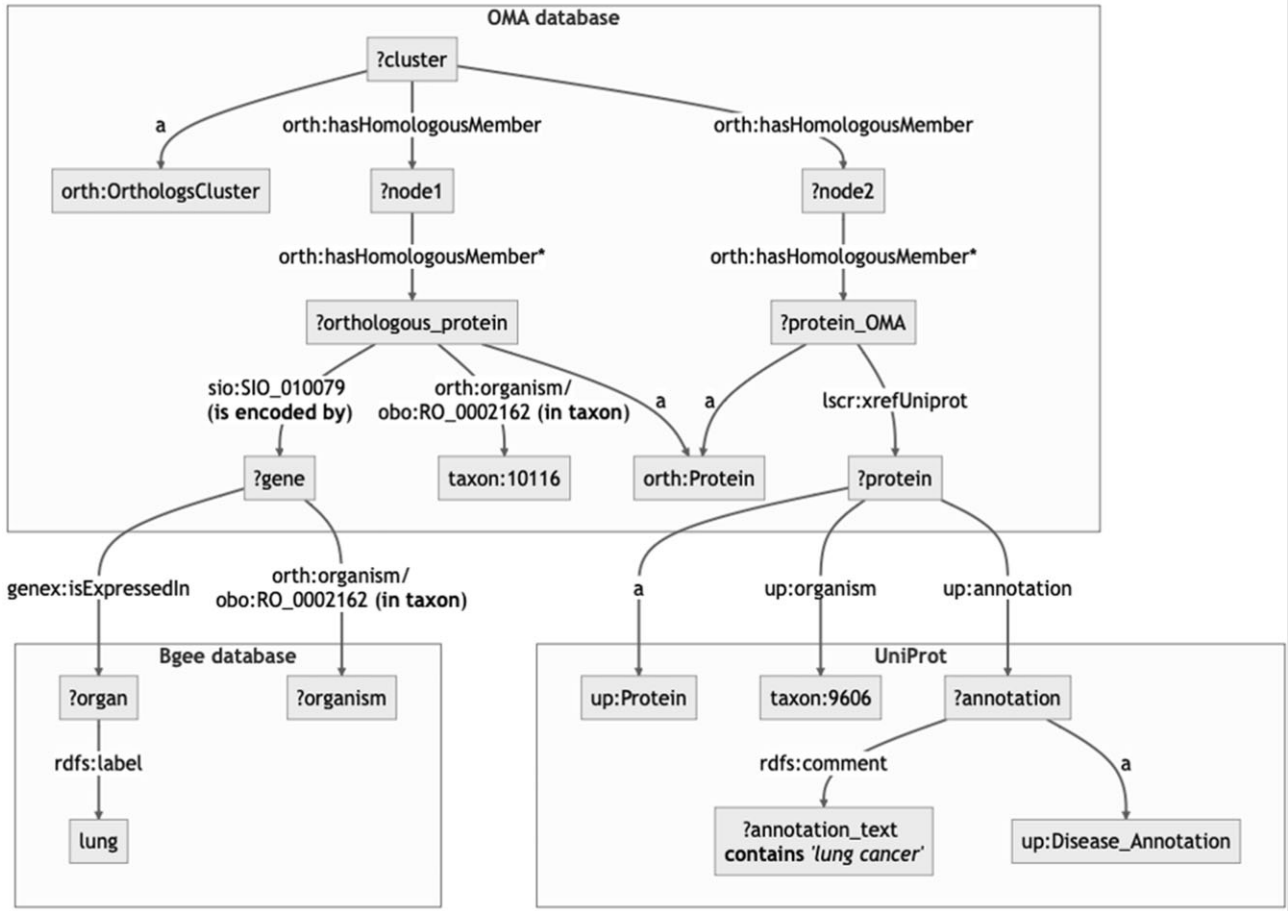 OMA database
?cluster
a
orth:hasHomologousMember
orth:hasHomologousMember
orth:OrthologsCluster
?node1
?node2
orth:hasHomologousMember*
orth:hasHomologousMember*
?orthologous_protein
?protein_OMA
sio:SIO_010079
(is encoded by)
orth:organism/
obo:RO_0002162 (in taxon)
a
a
lscr:xrefUniprot
?gene
taxon:10116
orth:Protein
?protein
genex:isExpressedIn
orth:organism/
obo:RO_0002162 (in taxon)
a
up:organism
up:annotation
Bgee database
UniProt
?organ
?organism
up:Protein
taxon:9606
?annotation
rdfs:label
rdfs:comment
a
lung
?annotation_text
contains 'lung cancer'
up:Disease_Annotation